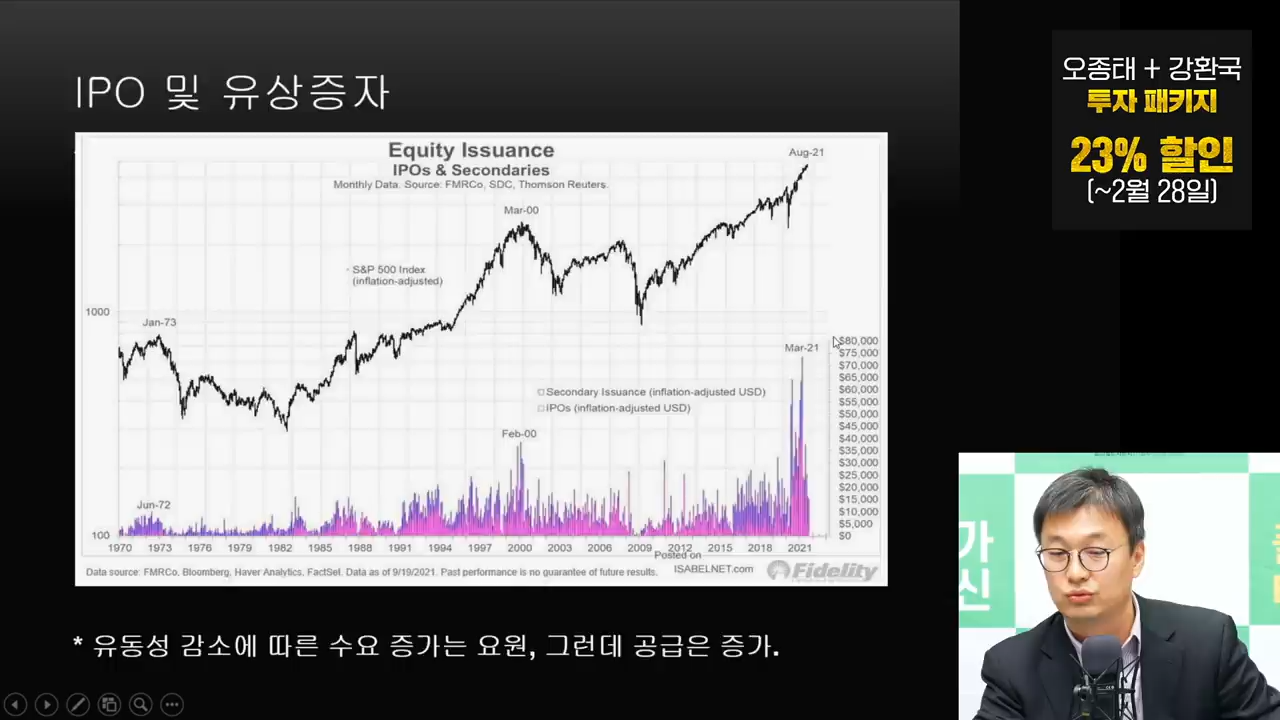 IPO 및 유상증자
오종태 + 강환국
투자 패키지
23% 할인
(~2월 28일)
Equity Issuance
IPOs & Secondaries
Monthly Data. Source: FMRCo, SDC, Thomson Reuters.
Aug-21
Mar-00
S&P 500 Index
(inflation-adjusted)
1000
Jan-73
$80,000
Mar-21
$75,000
$70,000
$65,000
$60,000
$55,000
$50,000
$45,000
$40,000
$35,000
$30,000
$25,000
$20,000
$15,000
$10,000
$5,000
$0
Secondary Issuance (inflation-adjusted USD)
IPOs (inflation-adjusted USD)
Feb-00
Jun-72
100
1970 1973 1976 1979 1982 1985 1988 1991 1994 1997 2000 2003 2006 2009 2012 2015 2018 2021
Posted on
ISABELNET.com
Data source: FMRCo, Bloomberg, Haver Analytics, FactSet. Data as of 9/19/2021. Past performance is no guarantee of future results.
Fidelity
* 유동성 감소에 따른 수요 증가는 요원, 그런데 공급은 증가.
가
신